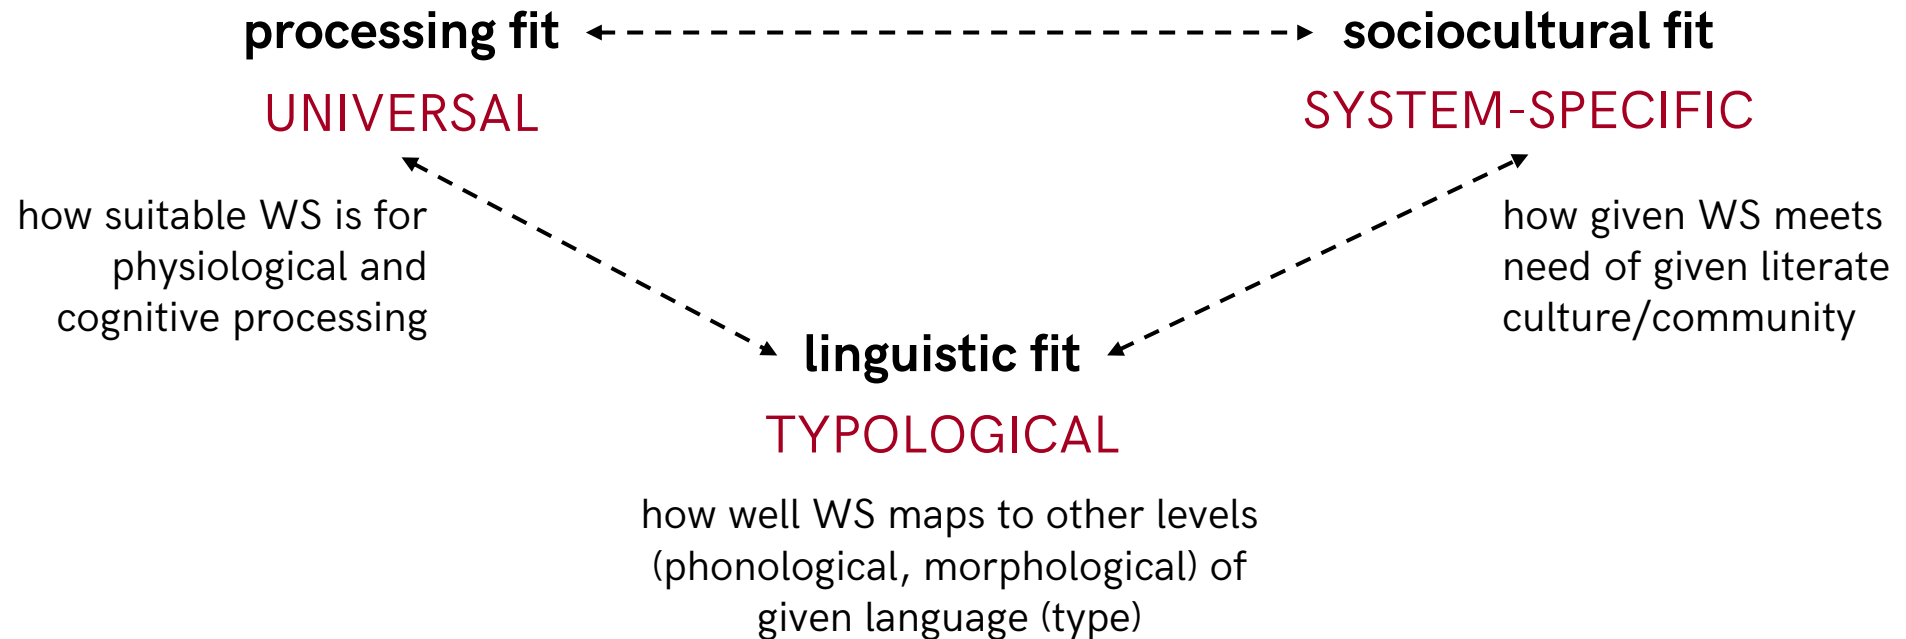 processing fit
UNIVERSAL
how suitable WS is for
physiological and
cognitive processing
sociocultural fit
SYSTEM-SPECIFIC
how given WS meets
need of given literate
culture/community
linguistic fit
TYPOLOGICAL
how well WS maps to other levels
(phonological, morphological) of
given language (type)